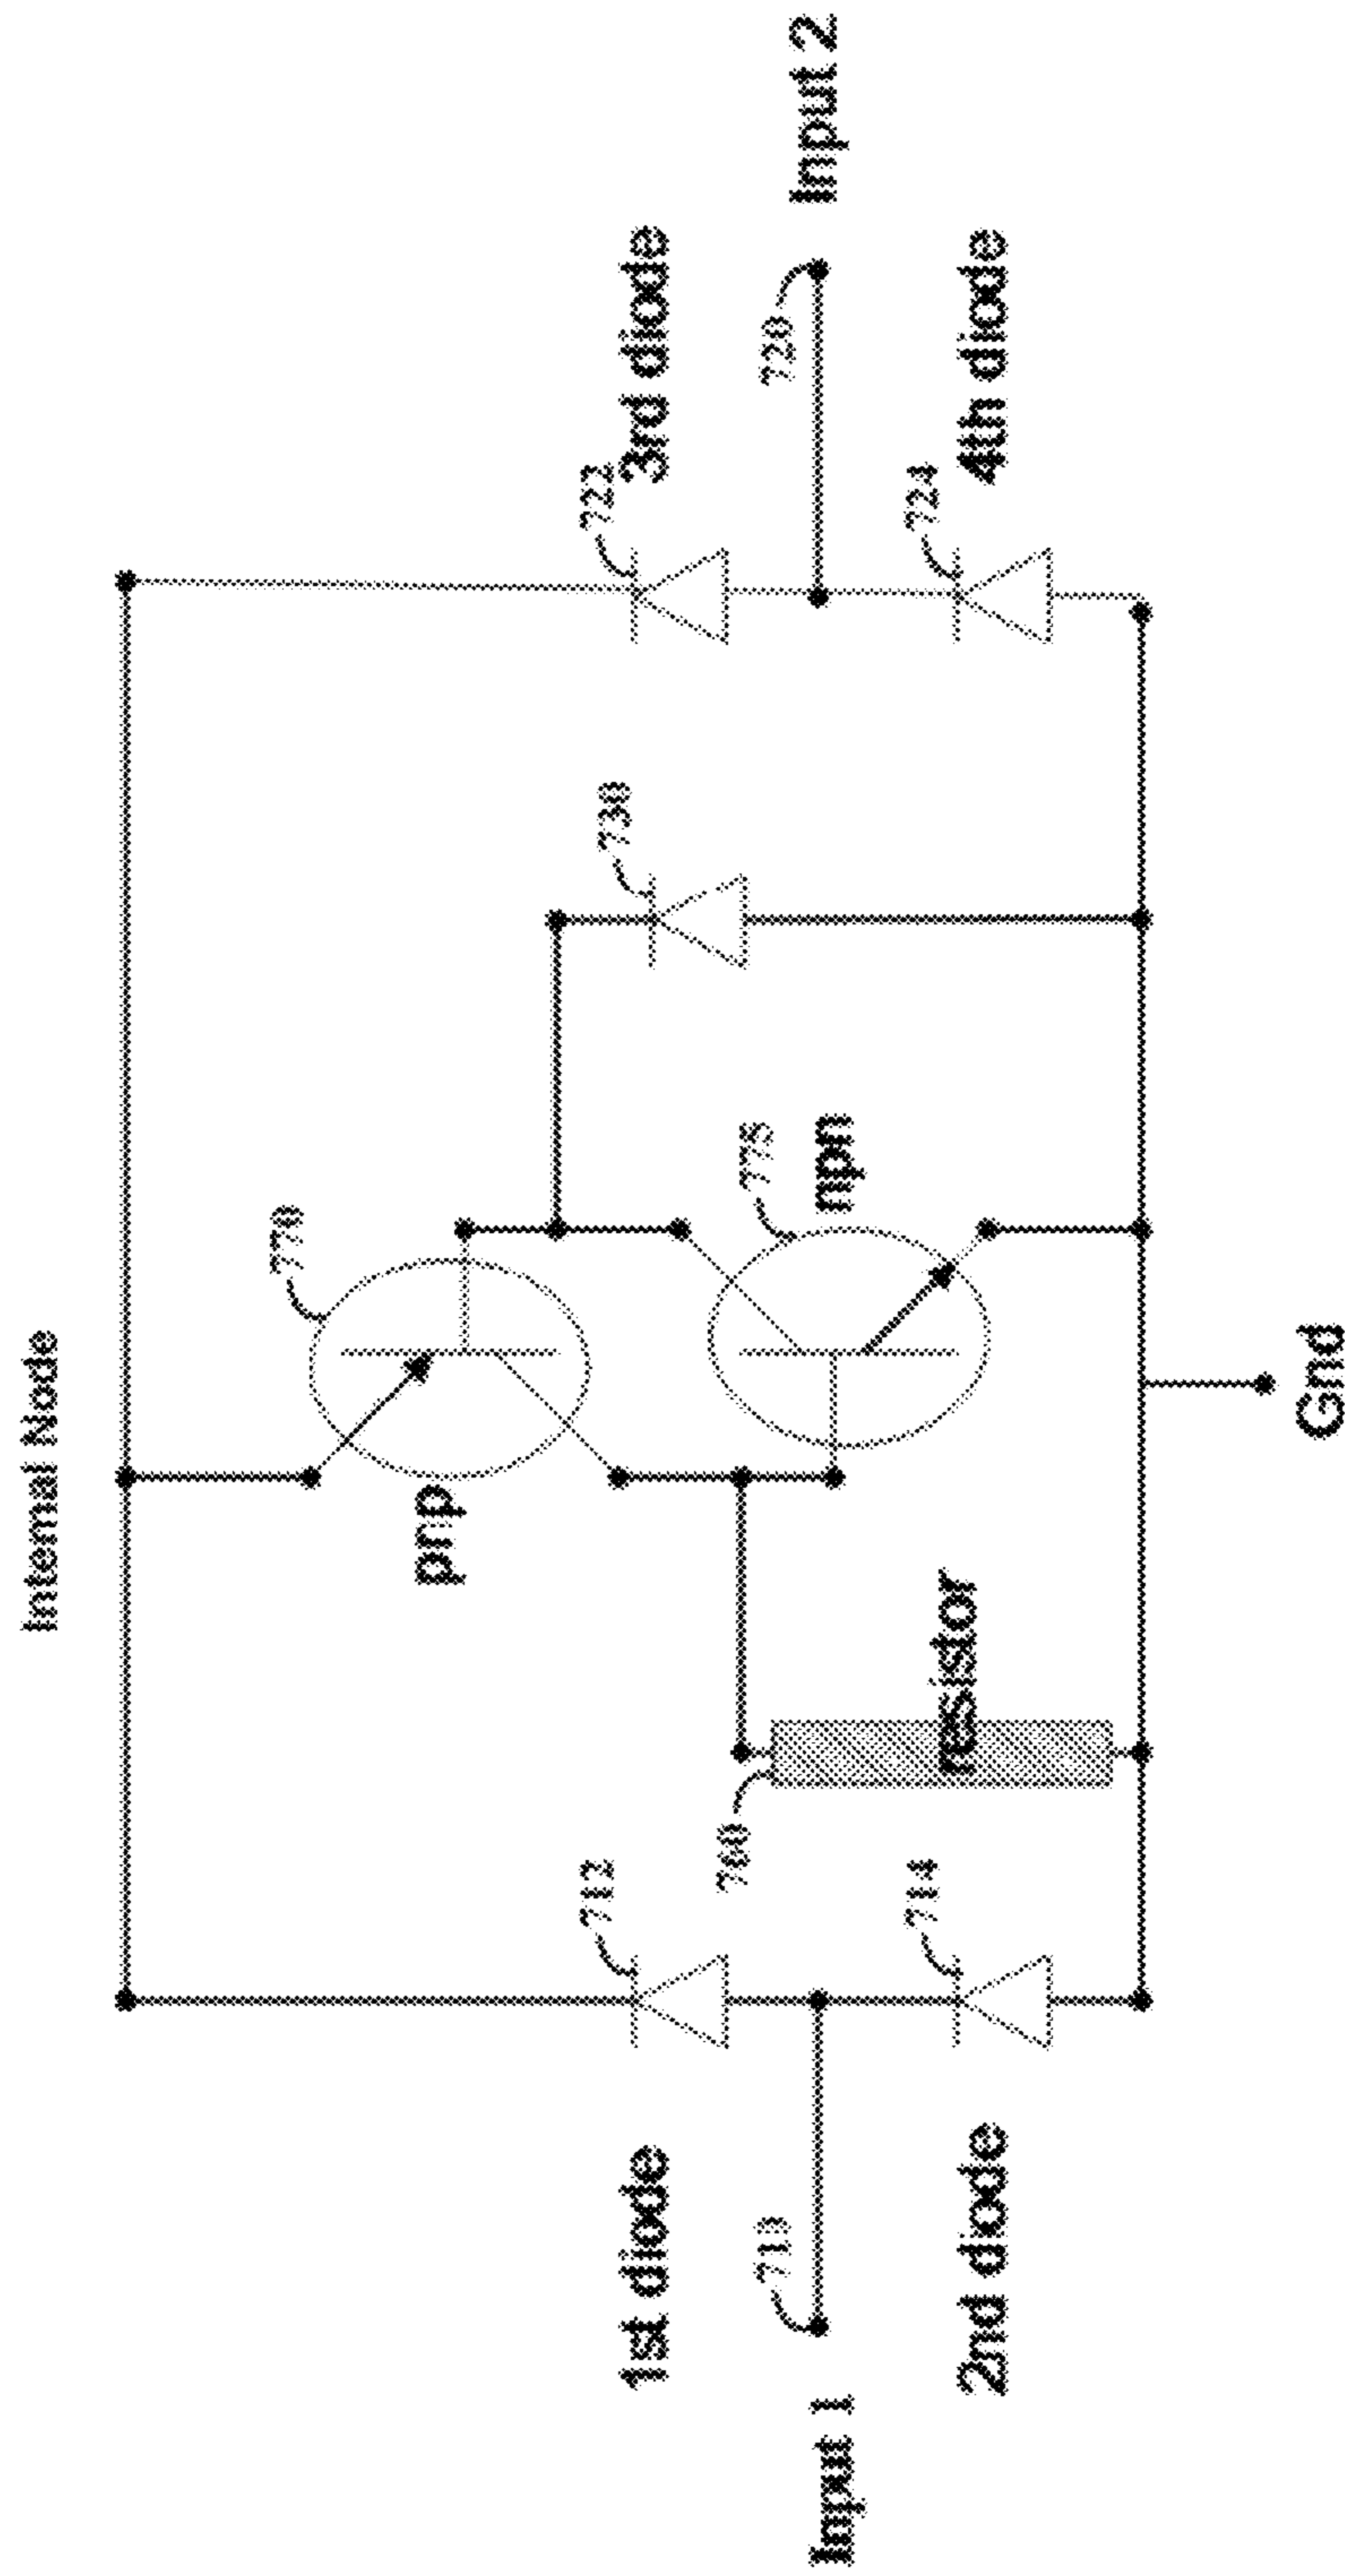 Internal Node
770
pnp
712
722
730
1st diode
3rd diode
760
775
710
720
Input 1
npn
Input 2
714
724
resistor
2nd diode
4th diode
Gnd